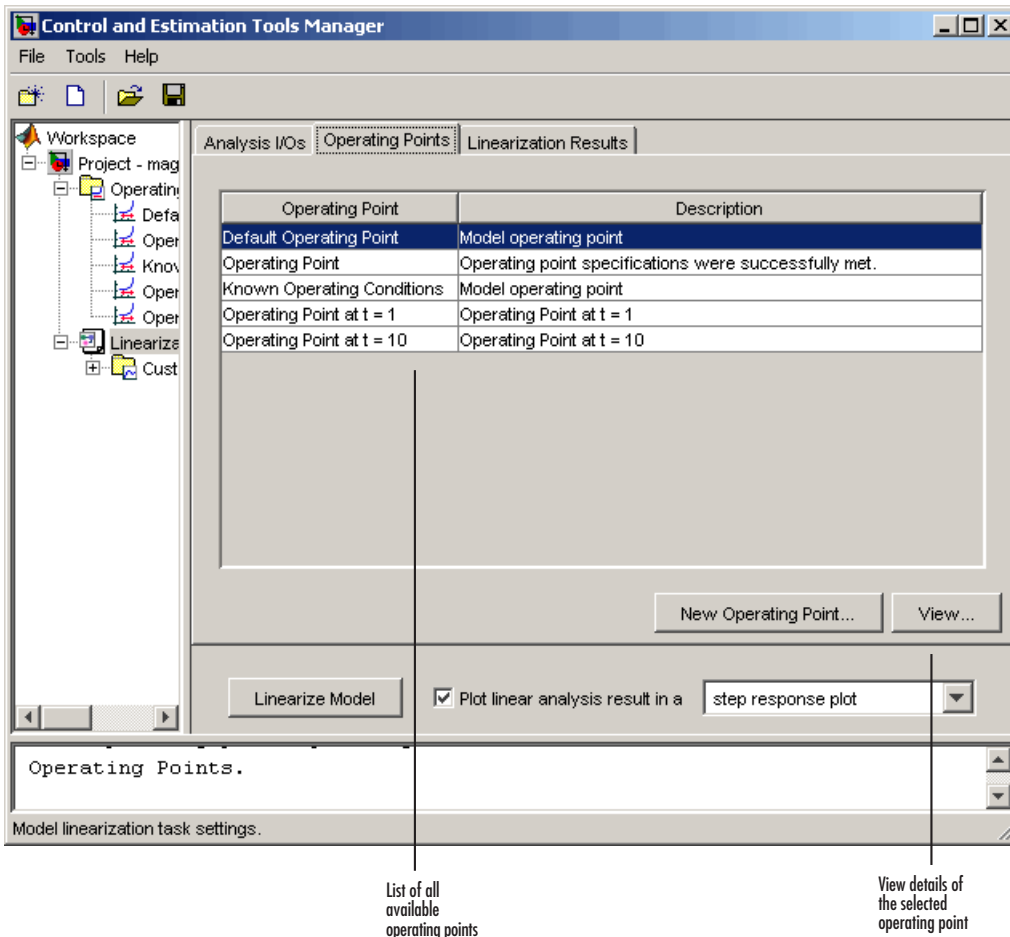 Control and Estimation Tools Manager
File Tools Help
Workspace
Project - mag
Operating
Defa
Oper
Know
Oper
Oper
Lineariza
Cust
Analysis I/Os Operating Points Linearization Results
Operating Point Description
Default Operating Point Model operating point
Operating Point Operating point specifications were successfully met.
Known Operating Conditions Model operating point
Operating Point at t = 1 Operating Point at t = 1
Operating Point at t = 10 Operating Point at t = 10
New Operating Point... View...
Linearize Model Plot linear analysis result in a step response plot
Operating Points.
Model linearization task settings.
List of all
available
operating points
View details of
the selected
operating point